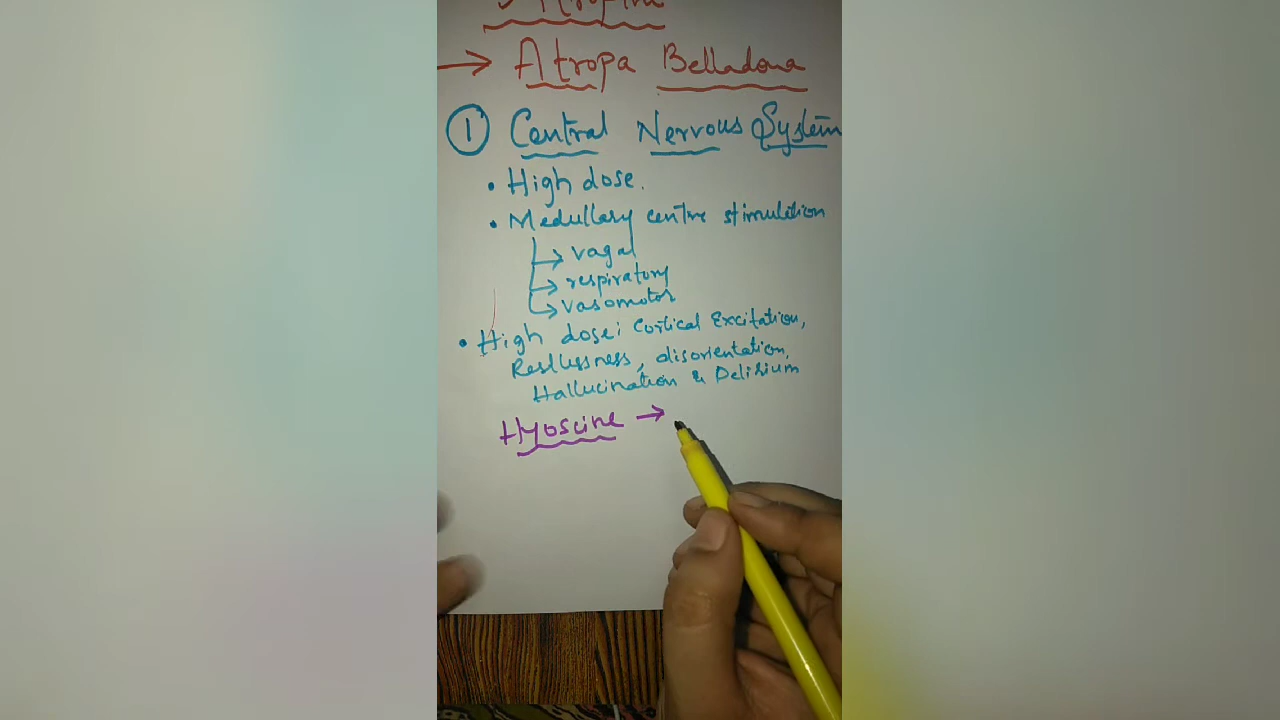 Atropine
→ Atropa Belladona
① Central Nervous System
• High dose.
• Medullary centre stimulation
→ vagal
→ respiratory
→ vasomotor
• High dose: Cortical Excitation,
Restlessness, disorientation,
Hallucination & Delirium
Hyoscine →